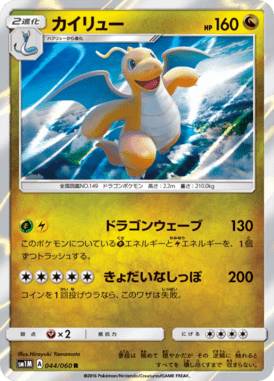 2進化 カイリュー HP 160
ハクリューから進化
全国図鑑NO.149 ドラゴンポケモン 高さ：2.2m 重さ：210.0kg
ドラゴンウェーブ 130
このポケモンについているエネルギーとエネルギーを、1個
ずつトラッシュする。
きょだいなしっぽ 200
コインを1回投げウラなら、このワザは失敗。
弱点 ×2 抵抗力 にげる
Illus.Hiroyuki Yamamoto
sm1M A 044/060 R
©2016 Pokémon/Nintendo/Creatures/GAME FREAK.